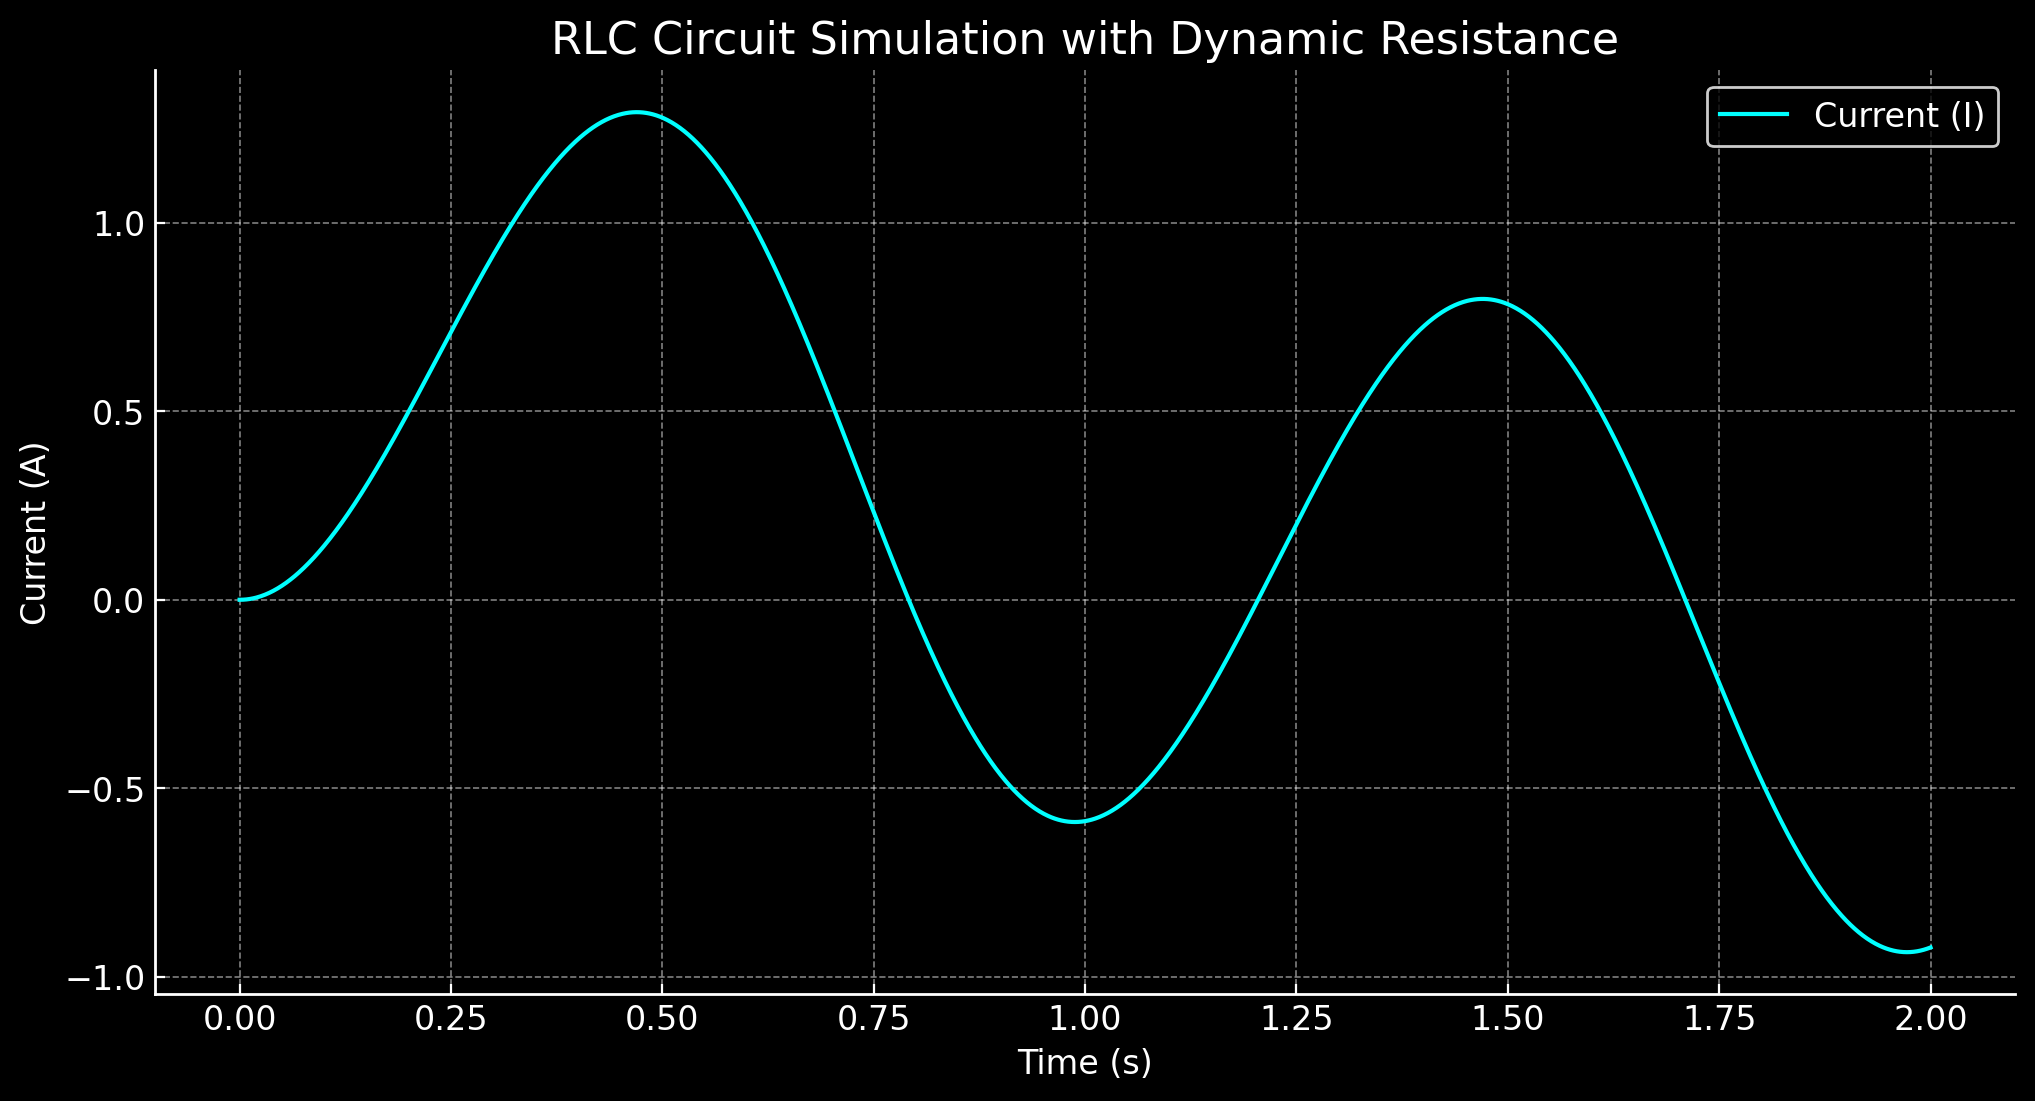 RLC Circuit Simulation with Dynamic Resistance
Current (I)
1.0
0.5
0.0
−0.5
−1.0
Current (A)
0.00 0.25 0.50 0.75 1.00 1.25 1.50 1.75 2.00
Time (s)